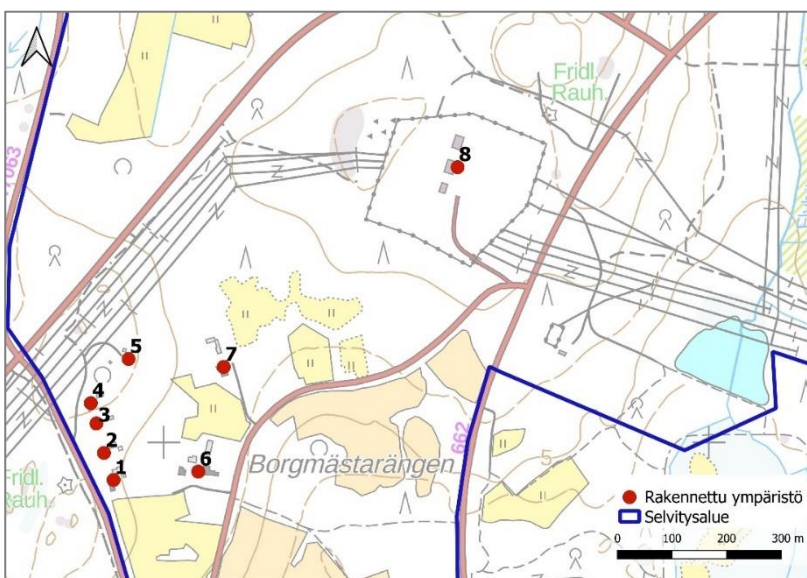 Fridl.
Rauh.
8
5
7
4
3
2
1
6
Borgmästarängen
662
5
Fridl.
Rauh.
Rakennettu ympäristö
Selvitysalue
0 100 200 300 m